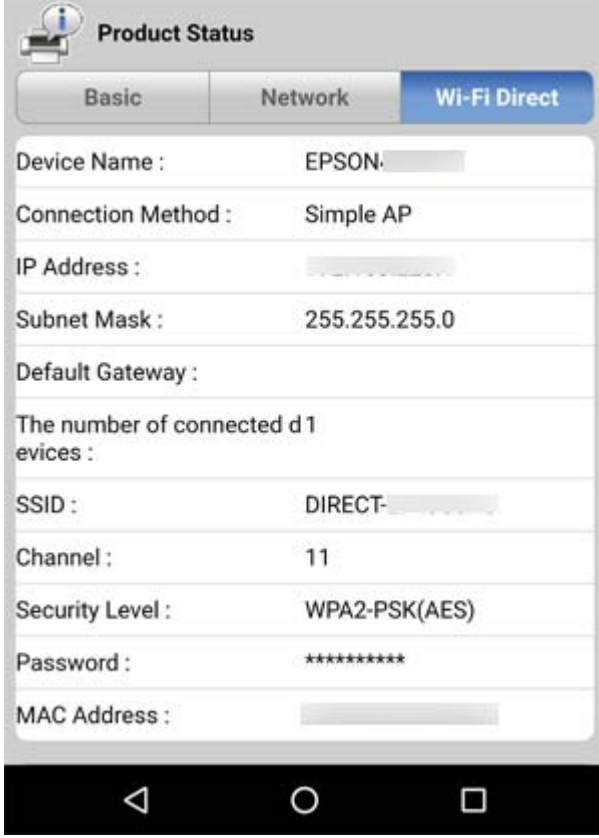 Product Status
Basic Network Wi-Fi Direct
Device Name : EPSON
Connection Method : Simple AP
IP Address :
Subnet Mask : 255.255.255.0
Default Gateway :
The number of connected d 1
evices :
SSID : DIRECT-
Channel : 11
Security Level : WPA2-PSK(AES)
Password : **********
MAC Address :